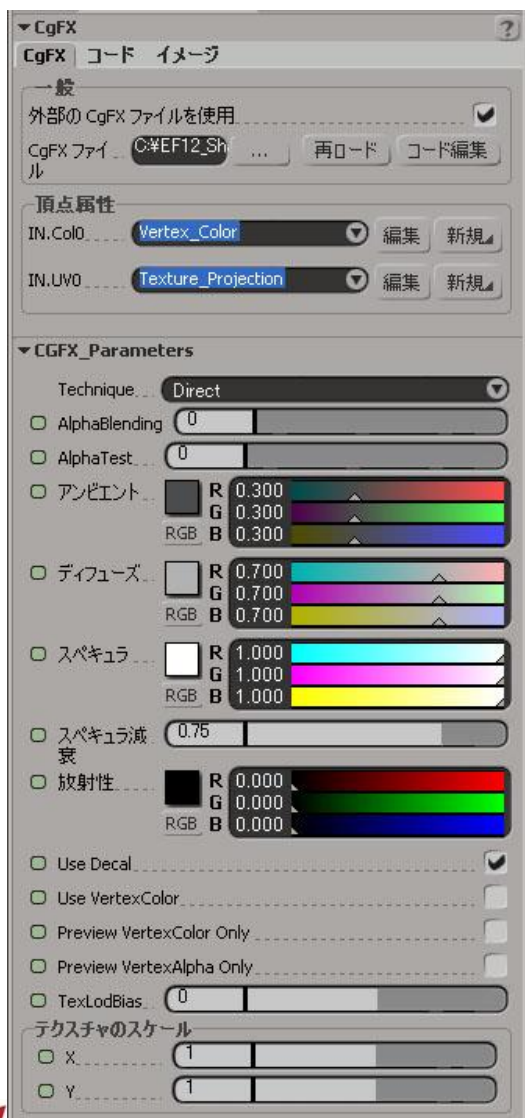 CgFX
?
CgFX コード イメージ
一般
外部の CgFX ファイルを使用
CgFX ファイル C:¥EF12_Sh ... 再ロード コード編集
頂点属性
IN.Col0 Vertex_Color 編集 新規
IN.UV0 Texture_Projection 編集 新規
CGFX_Parameters
Technique Direct
AlphaBlending 0
AlphaTest 0
アンビエント R 0.300
G 0.300
RGB B 0.300
ディフューズ R 0.700
G 0.700
RGB B 0.700
スペキュラ R 1.000
G 1.000
RGB B 1.000
スペキュラ減衰 0.75
放射性 R 0.000
G 0.000
RGB B 0.000
Use Decal
Use VertexColor
Preview VertexColor Only
Preview VertexAlpha Only
TexLodBias 0
テクスチャのスケール
X 1
Y 1